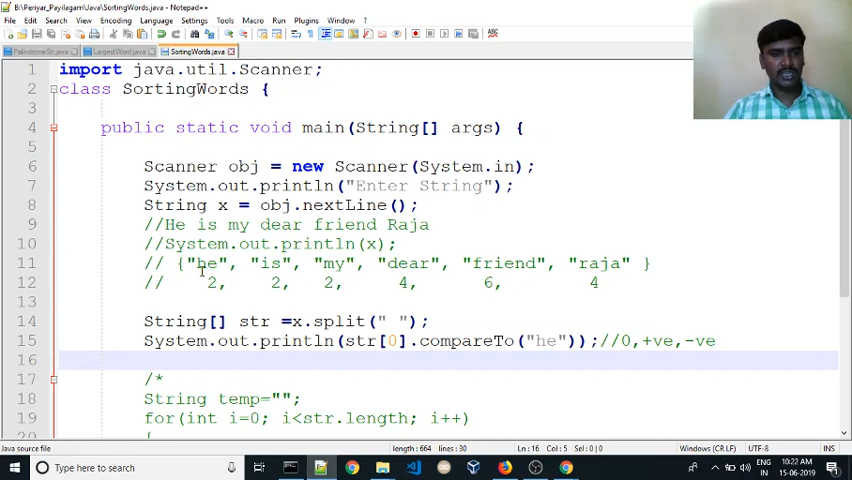 B:\Periyar_Payilagam\Java\SortingWords.java - Notepad++
File Edit Search View Encoding Language Settings Tools Macro Run Plugins Window ?
PalindromeStr.java LargestWord.java SortingWords.java
1 import java.util.Scanner;
2 class SortingWords {
3
4 public static void main(String[] args) {
5
6 Scanner obj = new Scanner(System.in);
7 System.out.println("Enter String");
8 String x = obj.nextLine();
9 //He is my dear friend Raja
10 //System.out.println(x);
11 // {"he", "is", "my", "dear", "friend", "raja" }
12 // 2, 2, 2, 4, 6, 4
13
14 String[] str =x.split(" ");
15 System.out.println(str[0].compareTo("he"));//0,+ve,-ve
16
17 /*
18 String temp="";
19 for(int i=0; i<str.length; i++)
20 {
Java source file length : 664 lines : 30 Ln : 16 Col : 5 Sel : 0 | 0 Windows (CR LF) UTF-8 INS
Type here to search ENG IN 10:22 AM 15-06-2019